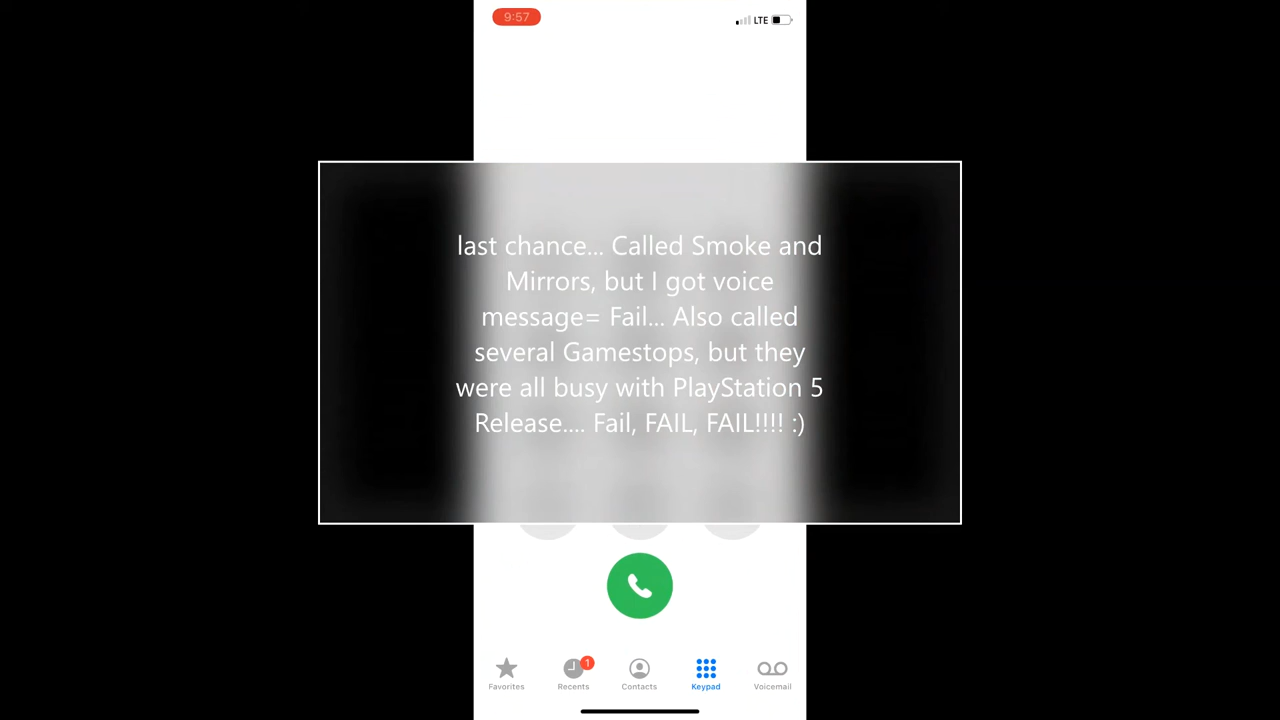 9:57
LTE
last chance... Called Smoke and
Mirrors, but I got voice
message= Fail... Also called
several Gamestops, but they
were all busy with PlayStation 5
Release.... Fail, FAIL, FAIL!!!! :)
1
Favorites Recents Contacts Keypad Voicemail